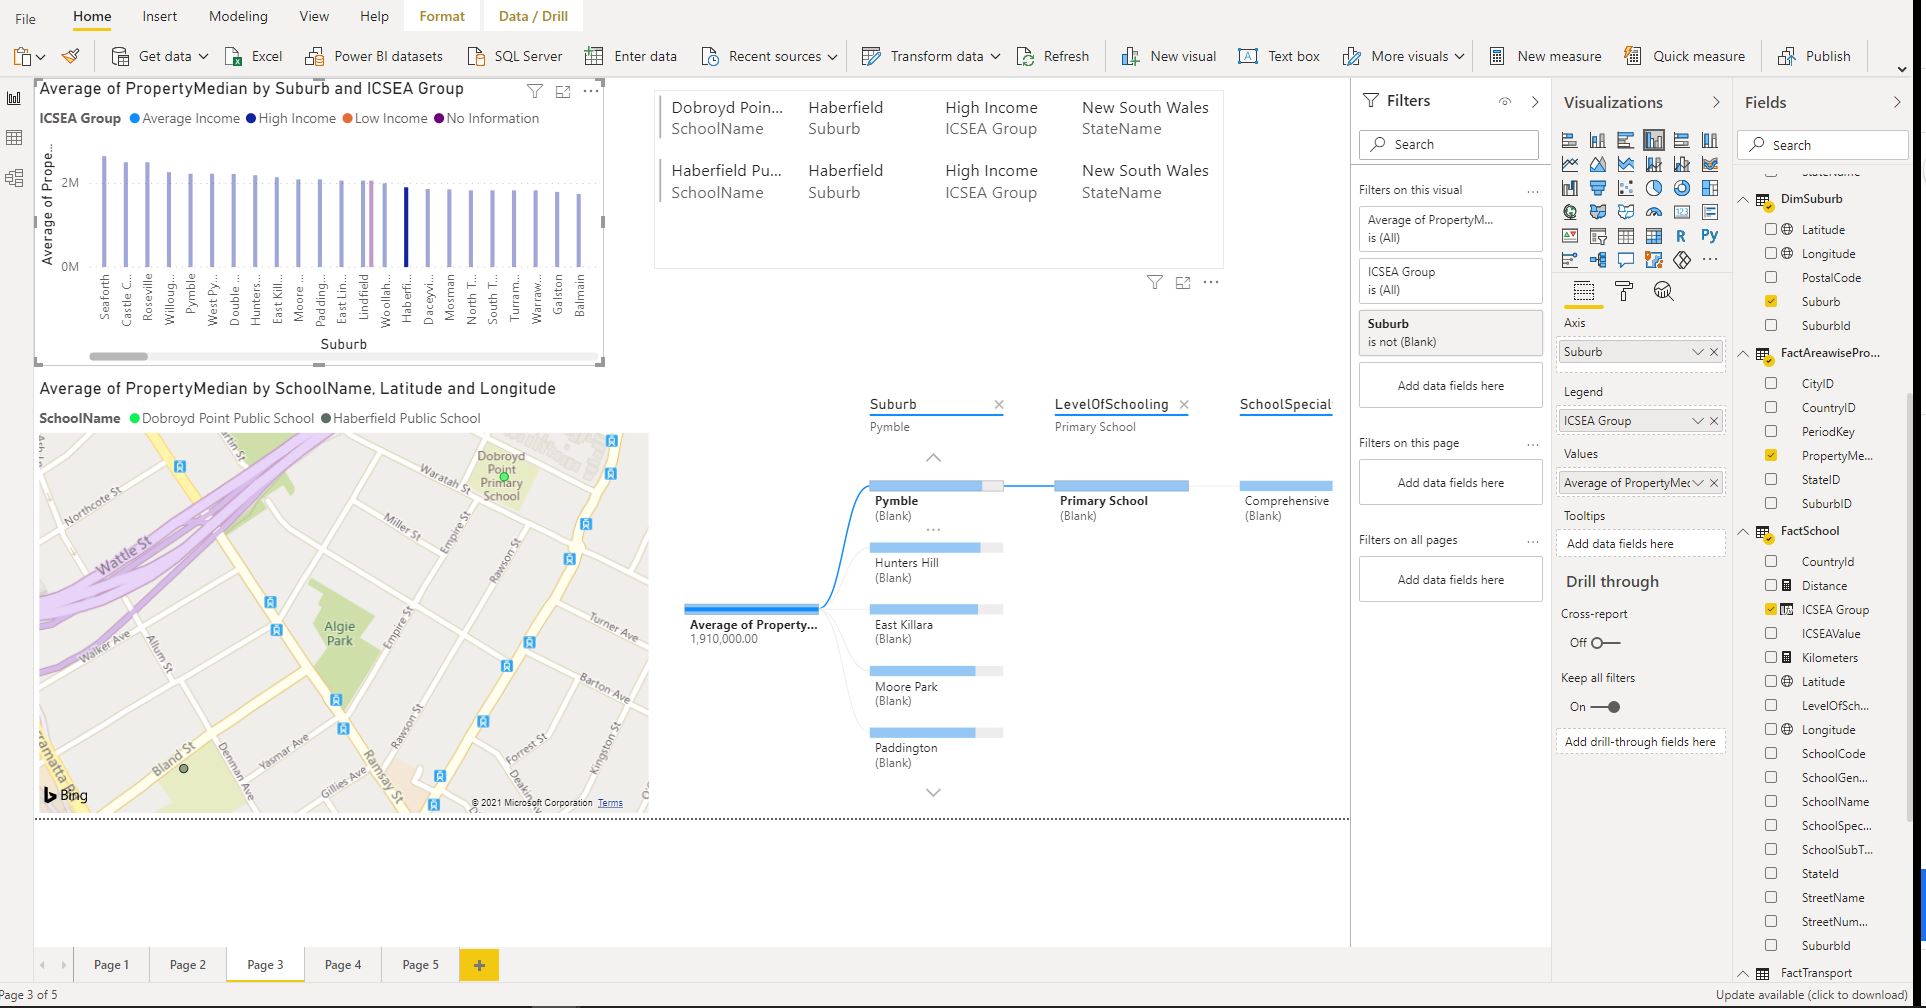 File Home Insert Modeling View Help Format Data / Drill
Get data Excel Power BI datasets SQL Server Enter data Recent sources Transform data Refresh New visual Text box More visuals New measure Quick measure Publish
Average of PropertyMedian by Suburb and ICSEA Group
ICSEA Group Average Income High Income Low Income No Information
Average of Prope...
2M
0M
Seaforth
Castle C...
Roseville
Willoug...
Pymble
West Py...
Double ...
Hunters...
East Kill...
Moore ...
Padding...
East Lin...
Lindfield
Woollah...
Haberfi...
Daceyvi...
Mosman
North T...
South T...
Turram...
Warraw...
Galston
Balmain
Suburb
Dobroyd Poin... Haberfield High Income New South Wales
SchoolName Suburb ICSEA Group StateName
Haberfield Pu... Haberfield High Income New South Wales
SchoolName Suburb ICSEA Group StateName
Average of PropertyMedian by SchoolName, Latitude and Longitude
SchoolName Dobroyd Point Public School Haberfield Public School
Dobroyd
Point
Primary
School
Waratah St
Northcote St
Miller St
Empire St
Wattle St
Rawson St
Algie
Park
Empire St
Turner Ave
Walker Ave
Allum St
Barton Ave
Rawson St
Bland St
Denman Ave
Yasmar Ave
Gillies Ave
Ramsay St
Forrest St
Kingston St
Bing
© 2021 Microsoft Corporation Terms
Suburb LevelOfSchooling SchoolSpecial
Pymble Primary School
Pymble Primary School Comprehensive
(Blank) (Blank) (Blank)
Hunters Hill
(Blank)
East Killara
(Blank)
Average of Property...
1,910,000.00
Moore Park
(Blank)
Paddington
(Blank)
Filters
Search
Filters on this visual
Average of PropertyM...
is (All)
ICSEA Group
is (All)
Suburb
is not (Blank)
Add data fields here
Filters on this page
Add data fields here
Filters on all pages
Add data fields here
Visualizations
R Py
Axis
Suburb
Legend
ICSEA Group
Values
Average of PropertyMed
Tooltips
Add data fields here
Drill through
Cross-report
Off
Keep all filters
On
Add drill-through fields here
Fields
Search
StateName
DimSuburb
Latitude
Longitude
PostalCode
Suburb
SuburbId
FactAreawisePro...
CityID
CountryID
PeriodKey
PropertyMe...
StateID
SuburbID
FactSchool
CountryId
Distance
ICSEA Group
ICSEAValue
Kilometers
Latitude
LevelOfSch...
Longitude
SchoolCode
SchoolGen...
SchoolName
SchoolSpec...
SchoolSubT...
StateId
StreetName
StreetNum...
SuburbId
FactTransport
Page 1 Page 2 Page 3 Page 4 Page 5 +
Page 3 of 5
Update available (click to download)